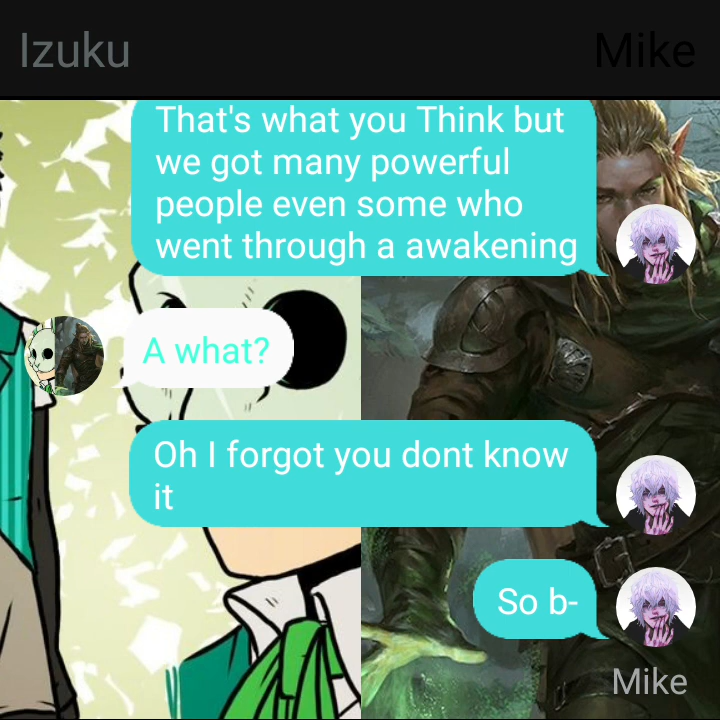 Izuku
Mike
That's what you Think but
we got many powerful
people even some who
went through a awakening
A what?
Oh I forgot you dont know
it
So b-
Mike